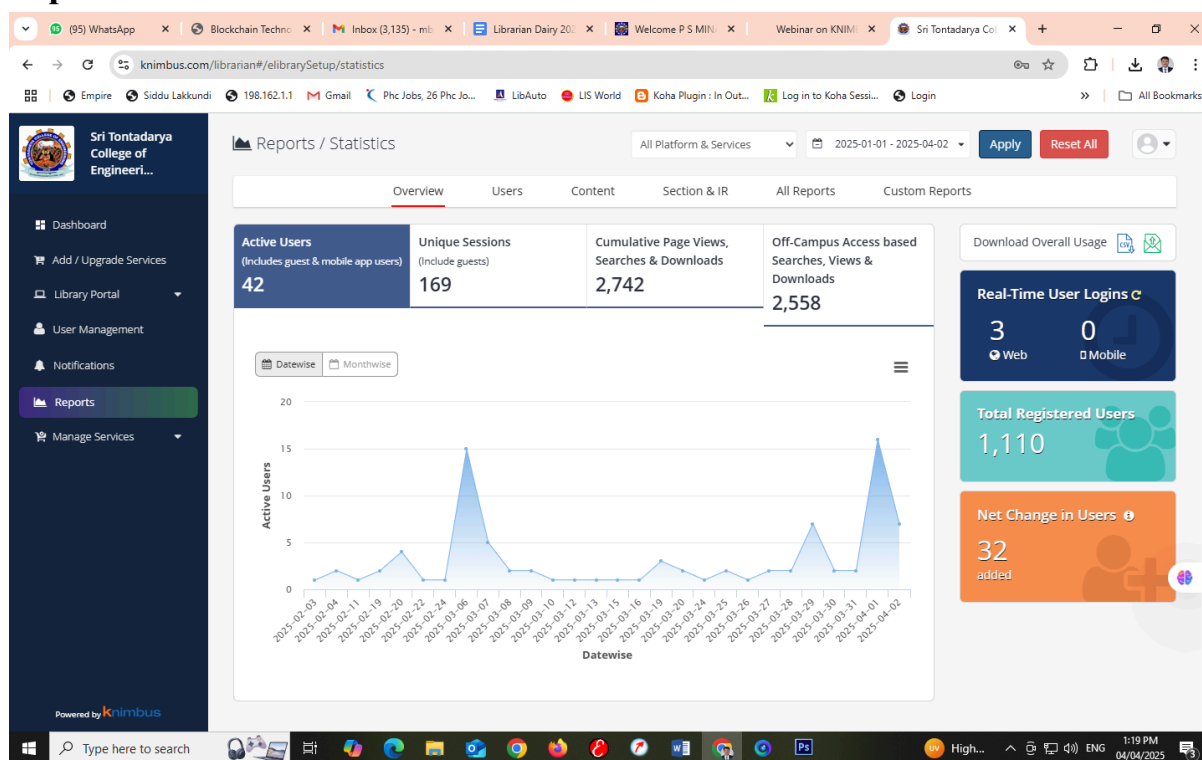 (95) WhatsApp
Blockchain Techno
Inbox (3,135) - mb
Librarian Dairy 202
Welcome P S MIN
Webinar on KNIM
Sri Tontadarya Col
knimbus.com/librarian#/elibrarySetup/statistics
Empire
Siddu Lakkundi
198.162.1.1
Gmail
Phc Jobs, 26 Phc Jo...
LibAuto
LIS World
Koha Plugin : In Out...
Log in to Koha Sessi...
Login
»
All Bookmarks
Sri Tontadarya
College of
Engineeri...
Dashboard
Add / Upgrade Services
Library Portal
User Management
Notifications
Reports
Manage Services
Powered by knimbus
Reports / Statistics
All Platform & Services
2025-01-01 - 2025-04-02
Apply
Reset All
Overview
Users
Content
Section & IR
All Reports
Custom Reports
Active Users
(Includes guest & mobile app users)
42
Unique Sessions
(Include guests)
169
Cumulative Page Views,
Searches & Downloads
2,742
Off-Campus Access based
Searches, Views &
Downloads
2,558
Datewise
Monthwise
Active Users
20
15
10
5
0
2025-02-03
2025-02-04
2025-02-11
2025-02-19
2025-02-20
2025-02-22
2025-02-24
2025-03-06
2025-03-07
2025-03-08
2025-03-09
2025-03-10
2025-03-12
2025-03-13
2025-03-15
2025-03-16
2025-03-19
2025-03-20
2025-03-24
2025-03-25
2025-03-26
2025-03-27
2025-03-28
2025-03-29
2025-03-30
2025-03-31
2025-04-01
2025-04-02
Datewise
Download Overall Usage
CSV
Real-Time User Logins
3
Web
0
Mobile
Total Registered Users
1,110
Net Change in Users
32
added
Type here to search
Ps
High...
ENG
1:19 PM
04/04/2025
3